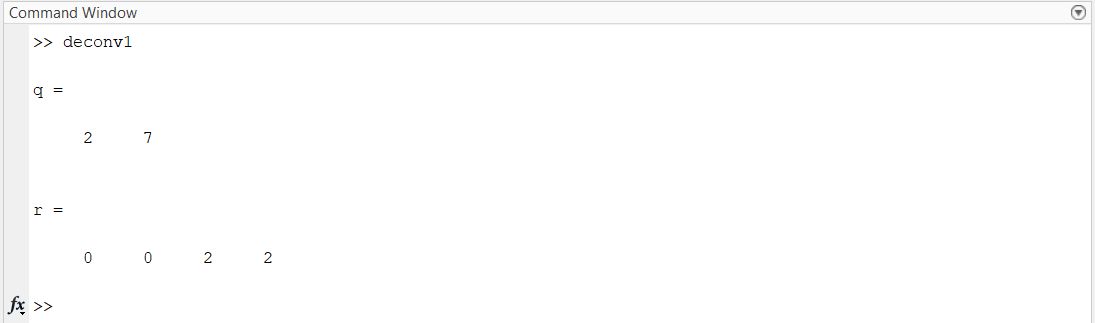 Command Window
>> deconv1
q =
2 7
r =
0 0 2 2
fx >>